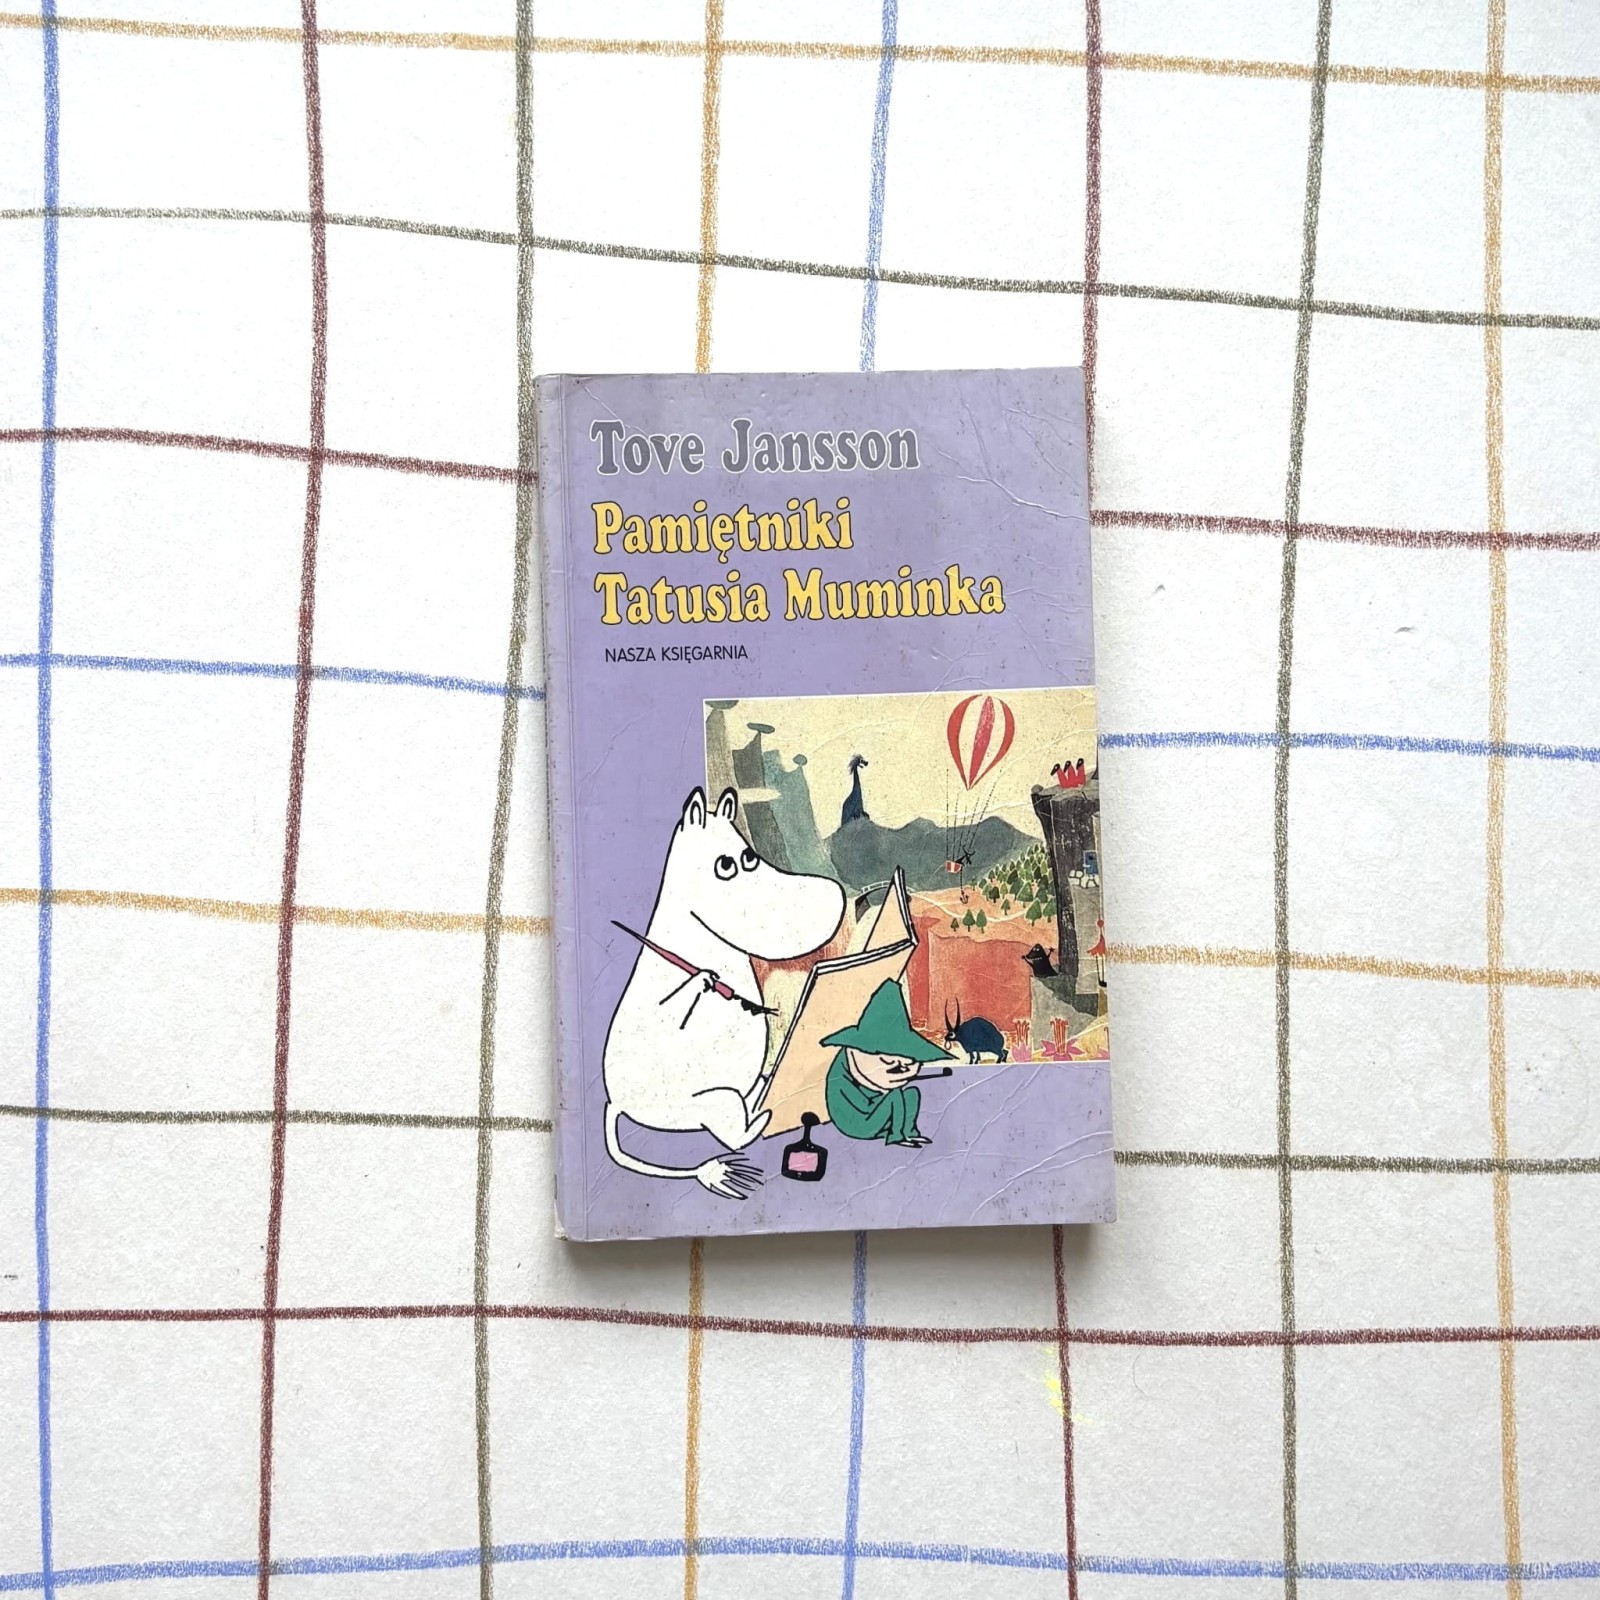 Tove Jansson
Pamiętniki
Tatusia Muminka
NASZA KSIĘGARNIA